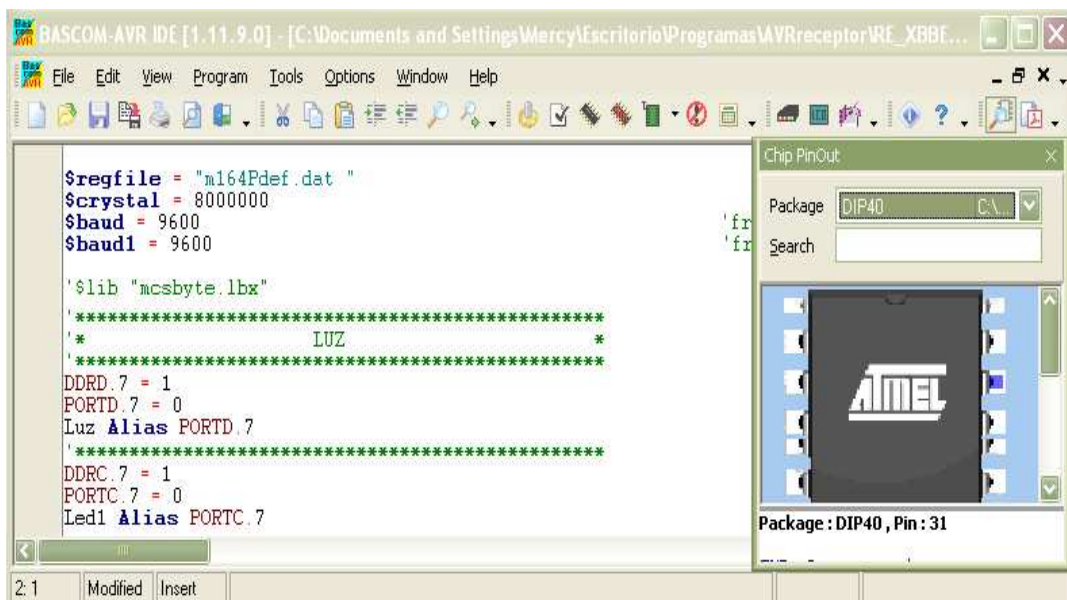 BASCOM-AVR IDE [1.11.9.0] - [C:\Documents and Settings\Mercy\Escritorio\Programas\AVRreceptor\RE_XBBE...
File Edit View Program Tools Options Window Help
$regfile = "m164Pdef.dat "
$crystal = 8000000
$baud = 9600 'fr
$baud1 = 9600 'fr
'$lib "mcsbyte.lbx"
'*************************************************
'* LUZ *
'*************************************************
DDRD.7 = 1
PORTD.7 = 0
Luz Alias PORTD.7
'*************************************************
DDRC.7 = 1
PORTC.7 = 0
Led1 Alias PORTC.7
Chip PinOut
Package DIP40 C:\...
Search
ATMEL
Package : DIP40 , Pin : 31
2: 1 Modified Insert